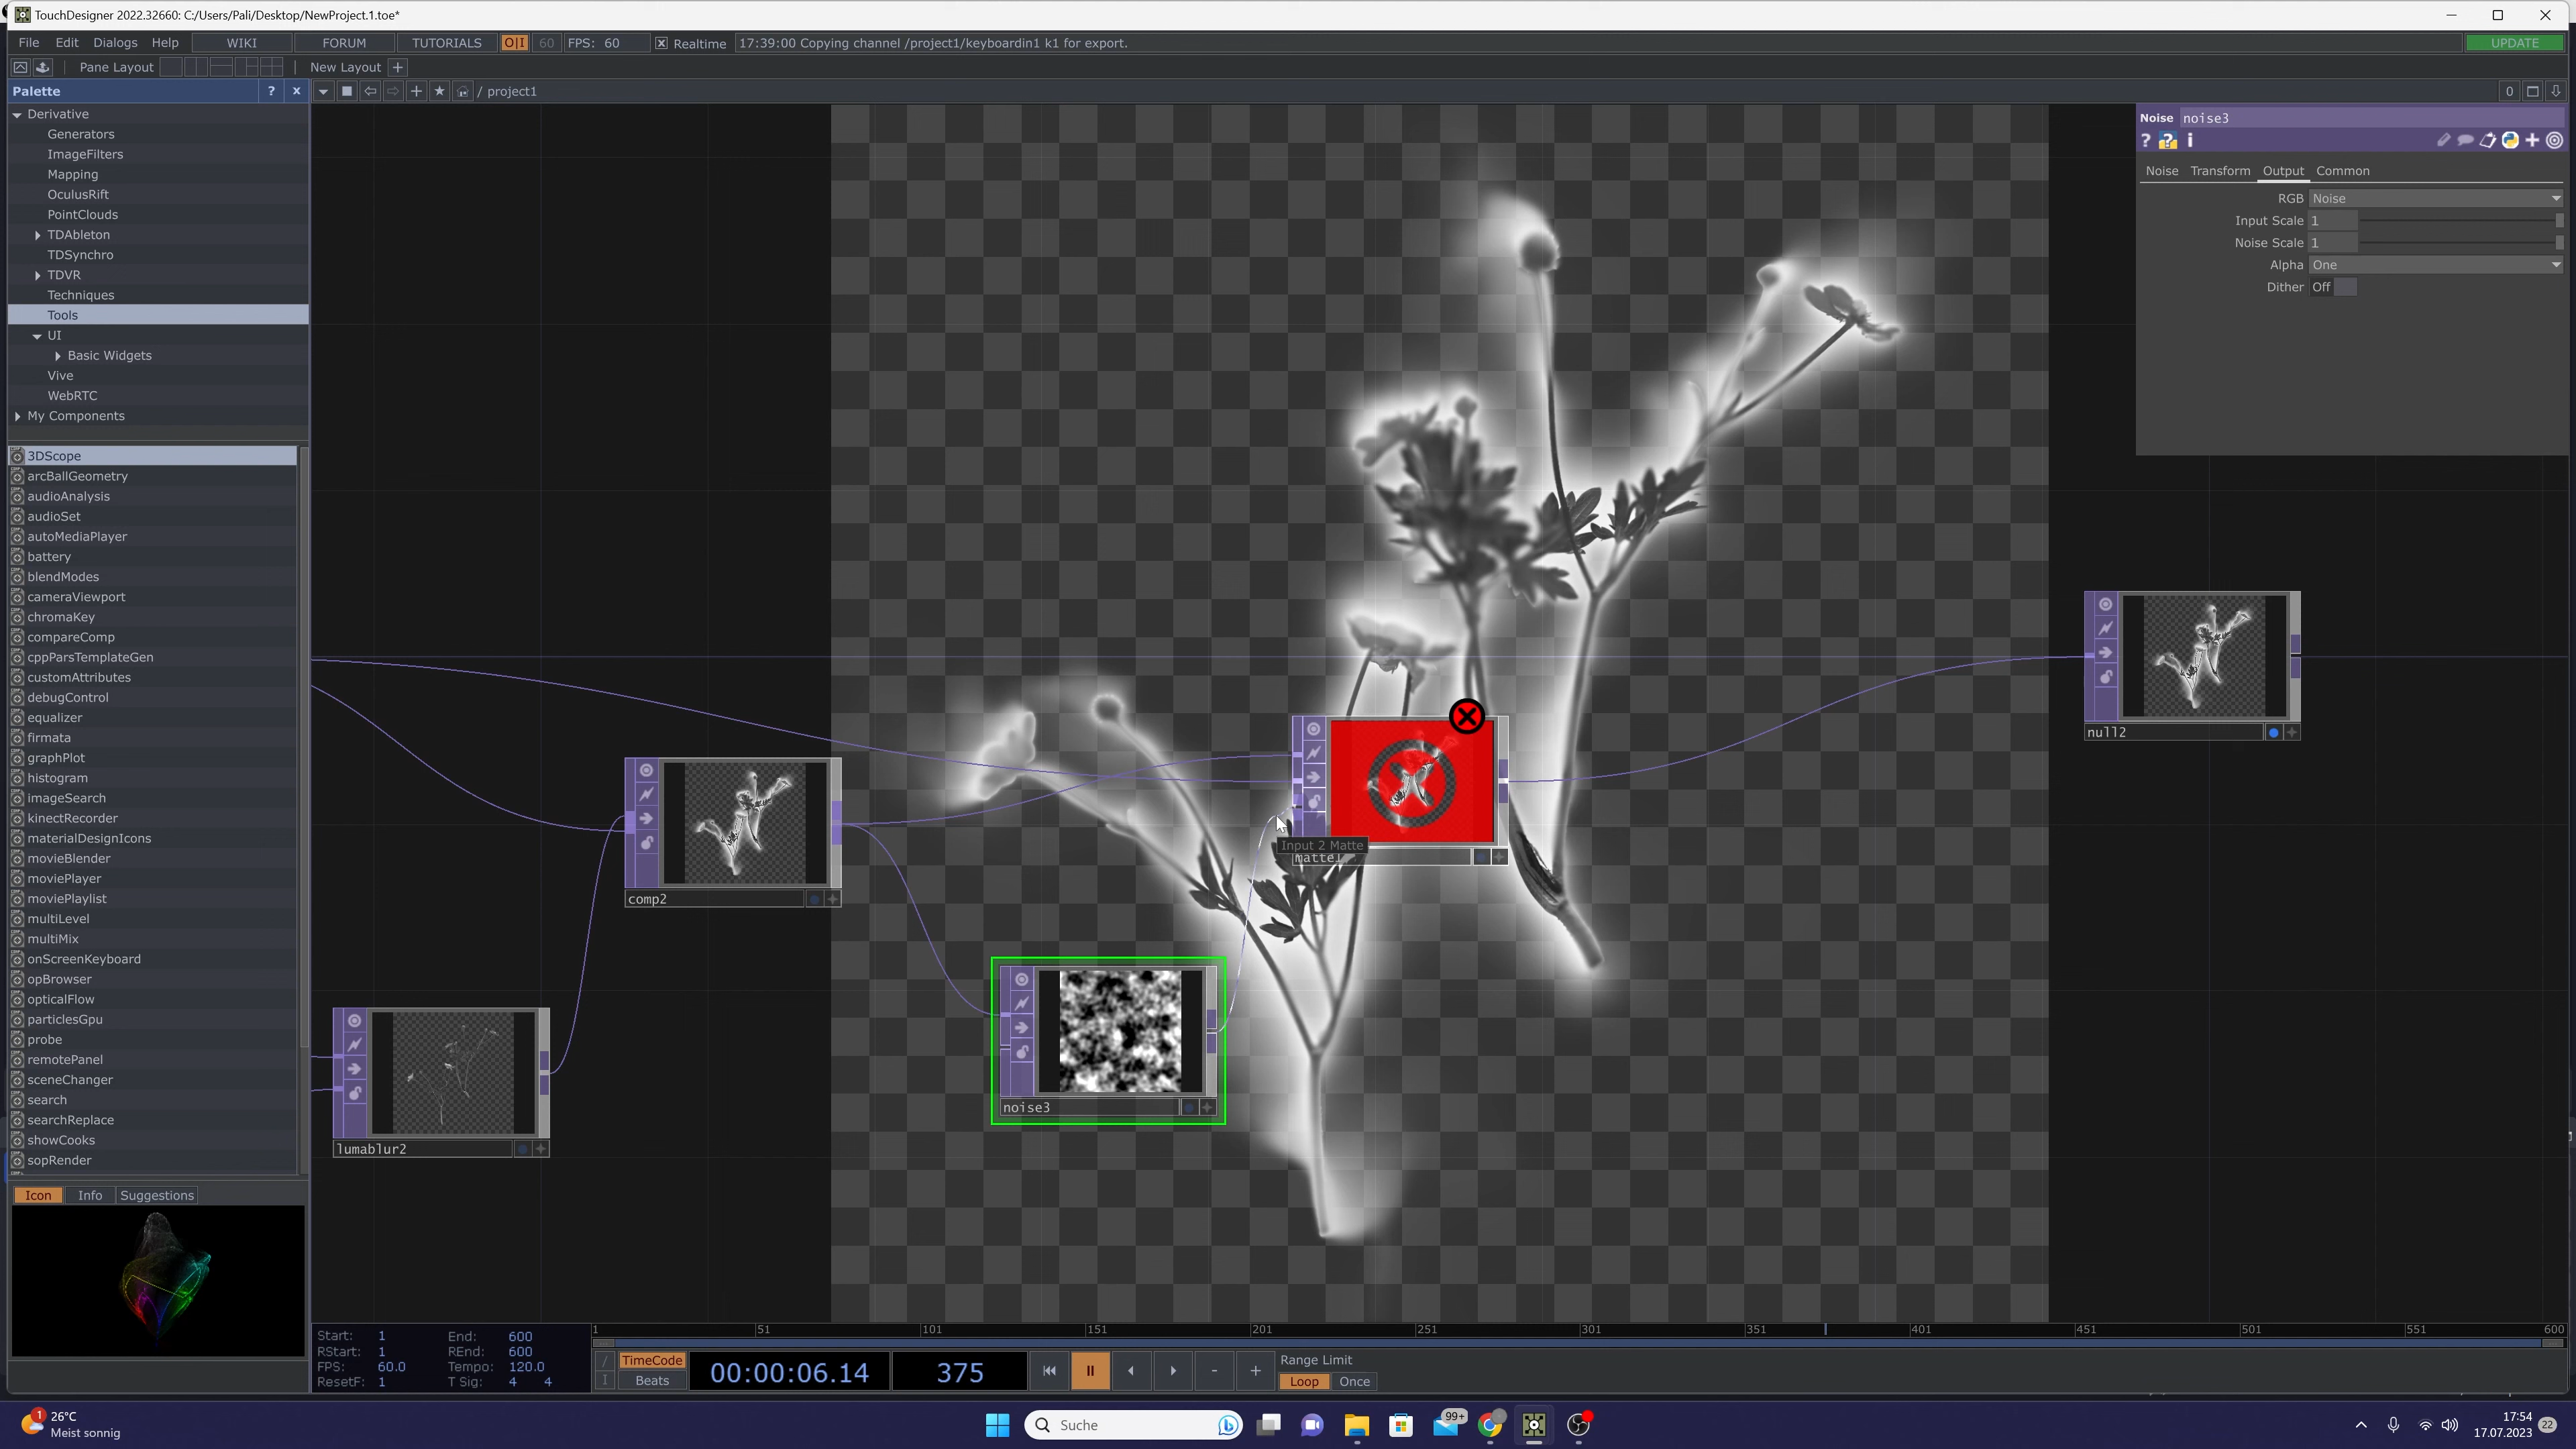 TouchDesigner 2022.32660: C:/Users/Pali/Desktop/NewProject.1.toe*
File Edit Dialogs Help WIKI FORUM TUTORIALS O|I 60 FPS: 60 Realtime 17:39:00 Copying channel /project1/keyboardin1 k1 for export. UPDATE
Pane Layout New Layout +
Palette ? x / project1 0
Derivative
Generators
ImageFilters
Mapping
OculusRift
PointClouds
TDAbleton
TDSynchro
TDVR
Techniques
Tools
UI
Basic Widgets
Vive
WebRTC
My Components
3DScope
arcBallGeometry
audioAnalysis
audioSet
autoMediaPlayer
battery
blendModes
cameraViewport
chromaKey
compareComp
cppParsTemplateGen
customAttributes
debugControl
equalizer
firmata
graphPlot
histogram
imageSearch
kinectRecorder
materialDesignIcons
movieBlender
moviePlayer
moviePlaylist
multiLevel
multiMix
onScreenKeyboard
opBrowser
opticalFlow
particlesGpu
probe
remotePanel
sceneChanger
search
searchReplace
showCooks
sopRender
Icon Info Suggestions
Noise noise3
? ? i
Noise Transform Output Common
RGB Noise
Input Scale 1
Noise Scale 1
Alpha One
Dither Off
null2
Input 2 Matte
matte1
comp2
noise3
lumablur2
1 51 101 151 201 251 301 351 401 451 501 551 600
Start: 1 End: 600
RStart: 1 REnd: 600
FPS: 60.0 Tempo: 120.0
ResetF: 1 T Sig: 4 4
TimeCode
Beats
00:00:06.14 375
- +
Range Limit
Loop Once
1
26°C
Meist sonnig
Suche
99+
17:54
17.07.2023
22